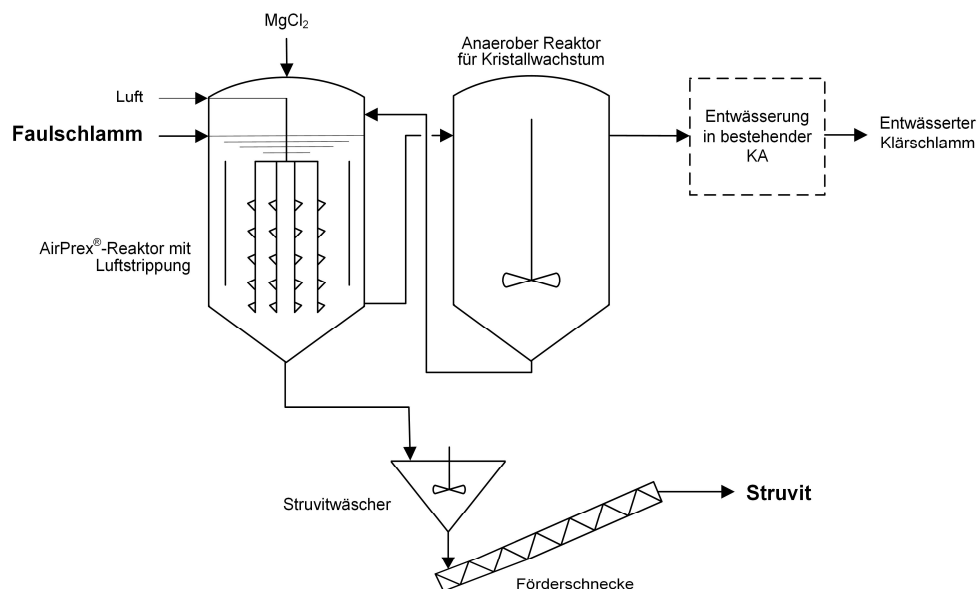 MgCl₂
Anaerober Reaktor
für Kristallwachstum
Luft
Faulschlamm
Entwässerung
in bestehender
KA
Entwässerter
Klärschlamm
AirPrex®-Reaktor mit
Luftstrippung
Struvitwäscher
Struvit
Förderschnecke